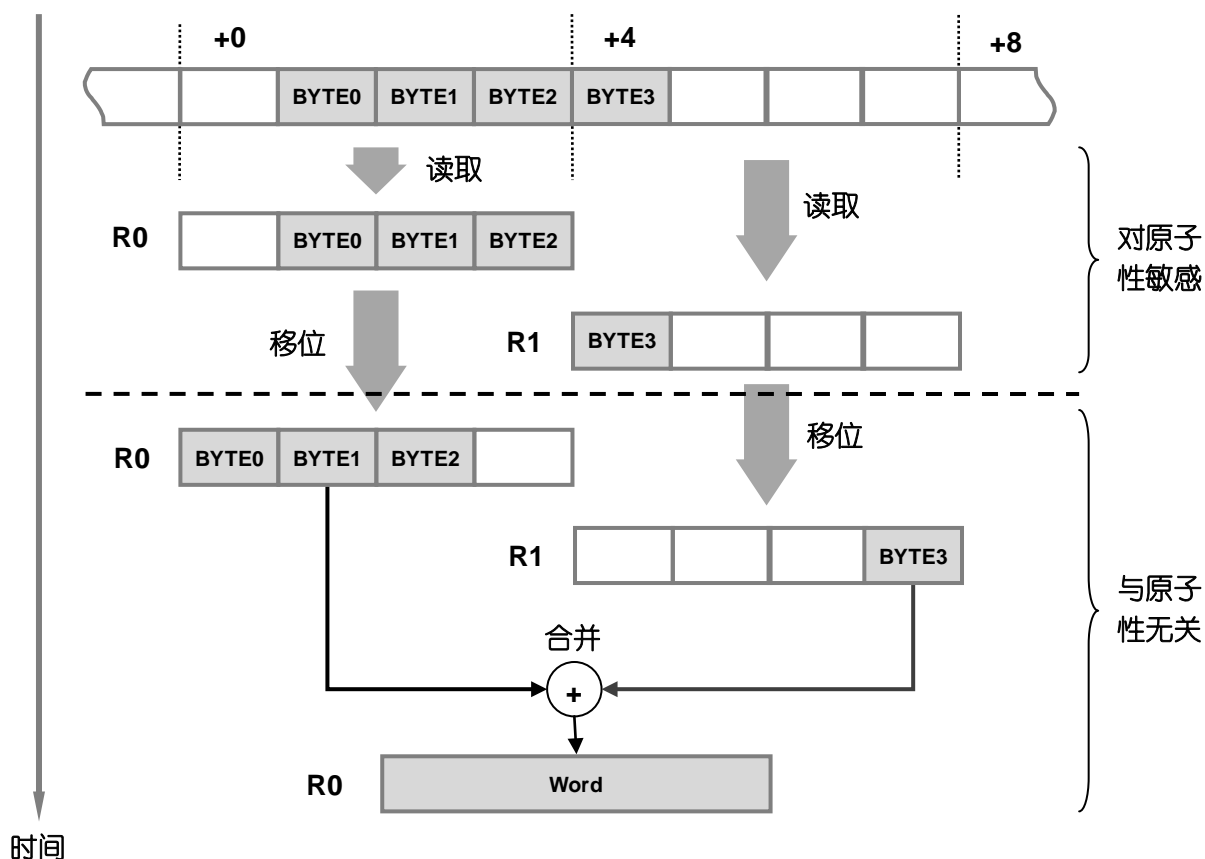 +0
+4
+8
BYTE0 BYTE1 BYTE2 BYTE3
读取
读取
R0 BYTE0 BYTE1 BYTE2
对原子
性敏感
移位
R1 BYTE3
移位
R0 BYTE0 BYTE1 BYTE2
R1 BYTE3
与原子
性无关
合并
+
R0 Word
时间